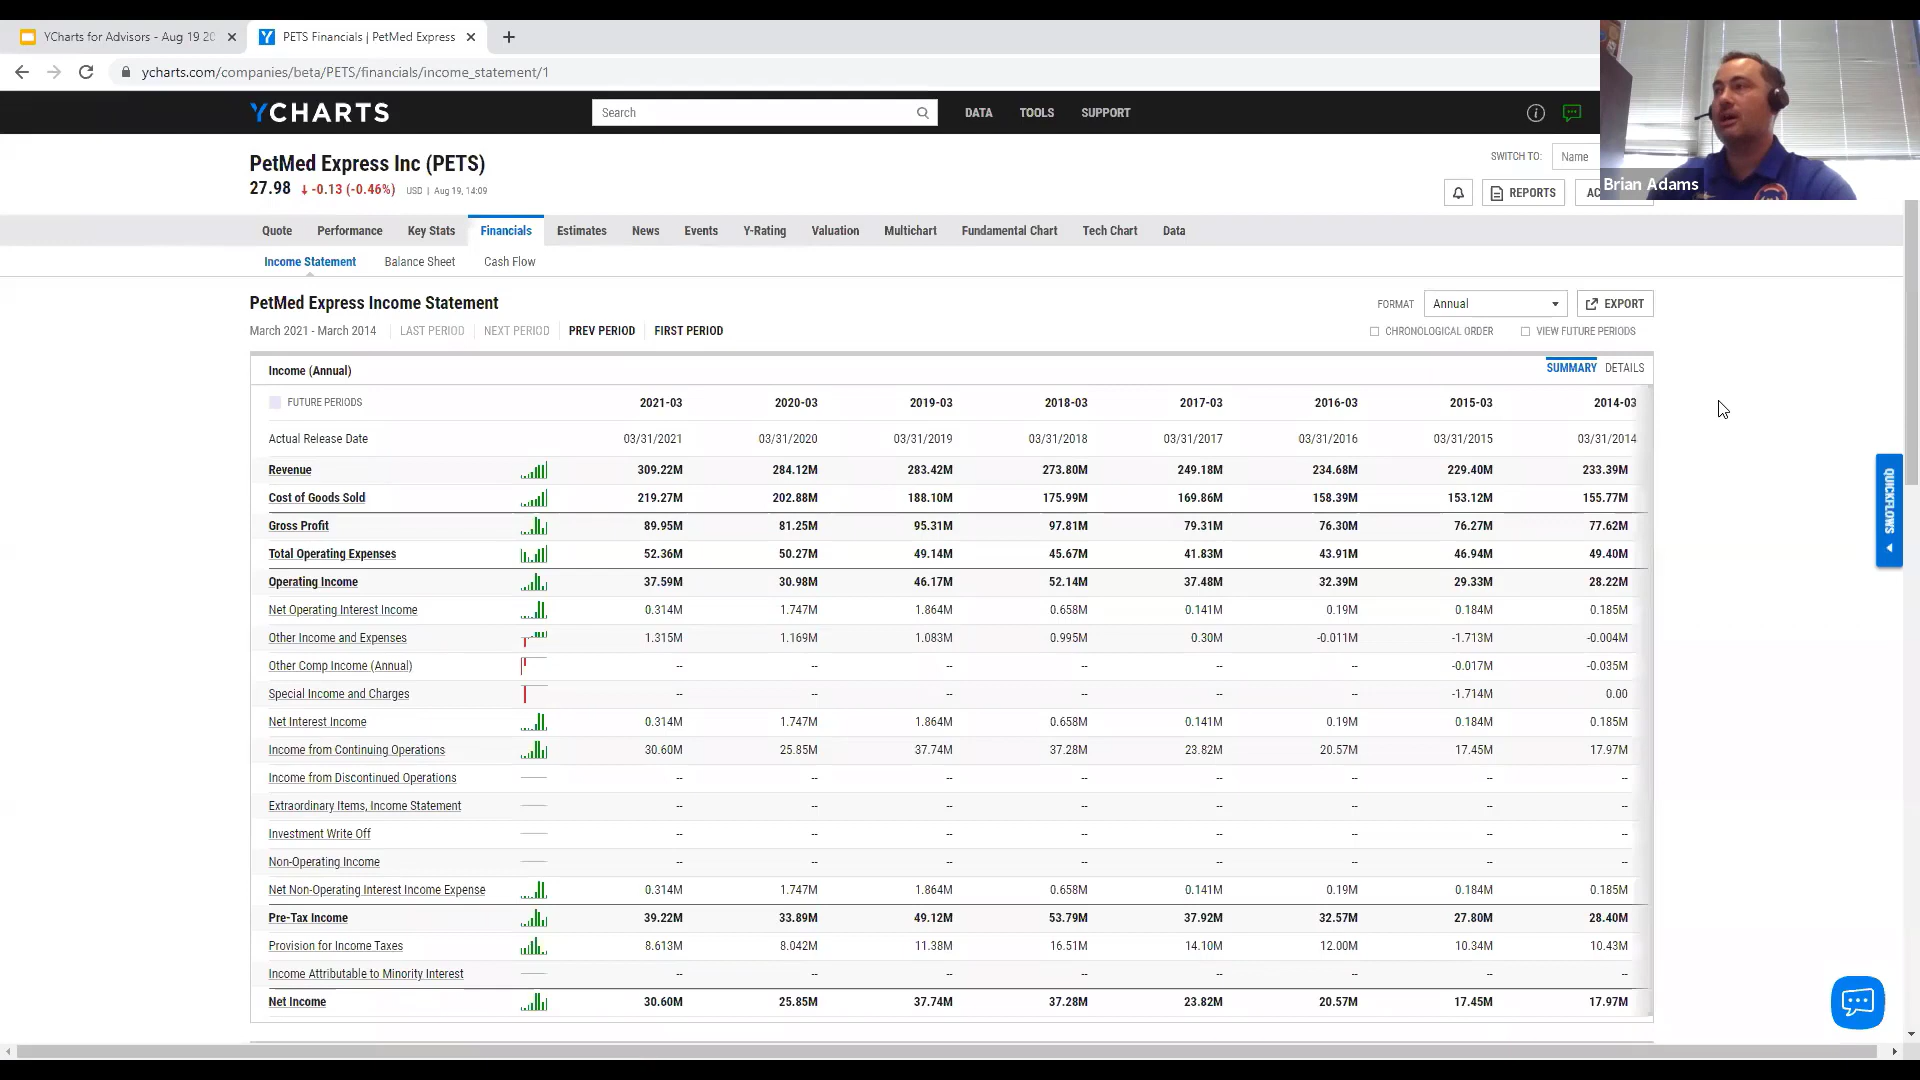 YCharts for Advisors - Aug 19 20
PETS Financials | PetMed Express
ycharts.com/companies/beta/PETS/financials/income_statement/1
YCHARTS
Search
DATA TOOLS SUPPORT
PetMed Express Inc (PETS)
27.98 -0.13 (-0.46%) USD | Aug 19, 14:09
SWITCH TO: Name
REPORTS
Brian Adams
Quote Performance Key Stats Financials Estimates News Events Y-Rating Valuation Multichart Fundamental Chart Tech Chart Data
Income Statement Balance Sheet Cash Flow
PetMed Express Income Statement
FORMAT Annual EXPORT
March 2021 - March 2014 LAST PERIOD NEXT PERIOD PREV PERIOD FIRST PERIOD
CHRONOLOGICAL ORDER VIEW FUTURE PERIODS
Income (Annual) SUMMARY DETAILS
FUTURE PERIODS 2021-03 2020-03 2019-03 2018-03 2017-03 2016-03 2015-03 2014-03
Actual Release Date 03/31/2021 03/31/2020 03/31/2019 03/31/2018 03/31/2017 03/31/2016 03/31/2015 03/31/2014
Revenue 309.22M 284.12M 283.42M 273.80M 249.18M 234.68M 229.40M 233.39M
Cost of Goods Sold 219.27M 202.88M 188.10M 175.99M 169.86M 158.39M 153.12M 155.77M
Gross Profit 89.95M 81.25M 95.31M 97.81M 79.31M 76.30M 76.27M 77.62M
Total Operating Expenses 52.36M 50.27M 49.14M 45.67M 41.83M 43.91M 46.94M 49.40M
Operating Income 37.59M 30.98M 46.17M 52.14M 37.48M 32.39M 29.33M 28.22M
Net Operating Interest Income 0.314M 1.747M 1.864M 0.658M 0.141M 0.19M 0.184M 0.185M
Other Income and Expenses 1.315M 1.169M 1.083M 0.995M 0.30M -0.011M -1.713M -0.004M
Other Comp Income (Annual) -- -- -- -- -- -- -0.017M -0.035M
Special Income and Charges -- -- -- -- -- -- -1.714M 0.00
Net Interest Income 0.314M 1.747M 1.864M 0.658M 0.141M 0.19M 0.184M 0.185M
Income from Continuing Operations 30.60M 25.85M 37.74M 37.28M 23.82M 20.57M 17.45M 17.97M
Income from Discontinued Operations -- -- -- -- -- -- -- --
Extraordinary Items, Income Statement -- -- -- -- -- -- -- --
Investment Write Off -- -- -- -- -- -- -- --
Non-Operating Income -- -- -- -- -- -- -- --
Net Non-Operating Interest Income Expense 0.314M 1.747M 1.864M 0.658M 0.141M 0.19M 0.184M 0.185M
Pre-Tax Income 39.22M 33.89M 49.12M 53.79M 37.92M 32.57M 27.80M 28.40M
Provision for Income Taxes 8.613M 8.042M 11.38M 16.51M 14.10M 12.00M 10.34M 10.43M
Income Attributable to Minority Interest -- -- -- -- -- -- -- --
Net Income 30.60M 25.85M 37.74M 37.28M 23.82M 20.57M 17.45M 17.97M
QUICKFLOWS